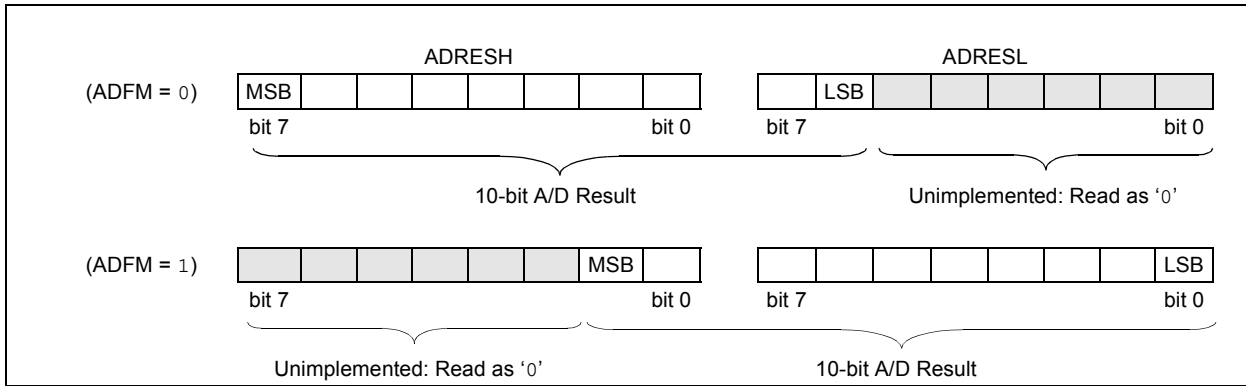 ADRESH ADRESL
(ADFM = 0) MSB LSB
bit 7 bit 0 bit 7 bit 0
10-bit A/D Result Unimplemented: Read as ‘0’
(ADFM = 1) MSB LSB
bit 7 bit 0 bit 7 bit 0
Unimplemented: Read as ‘0’ 10-bit A/D Result